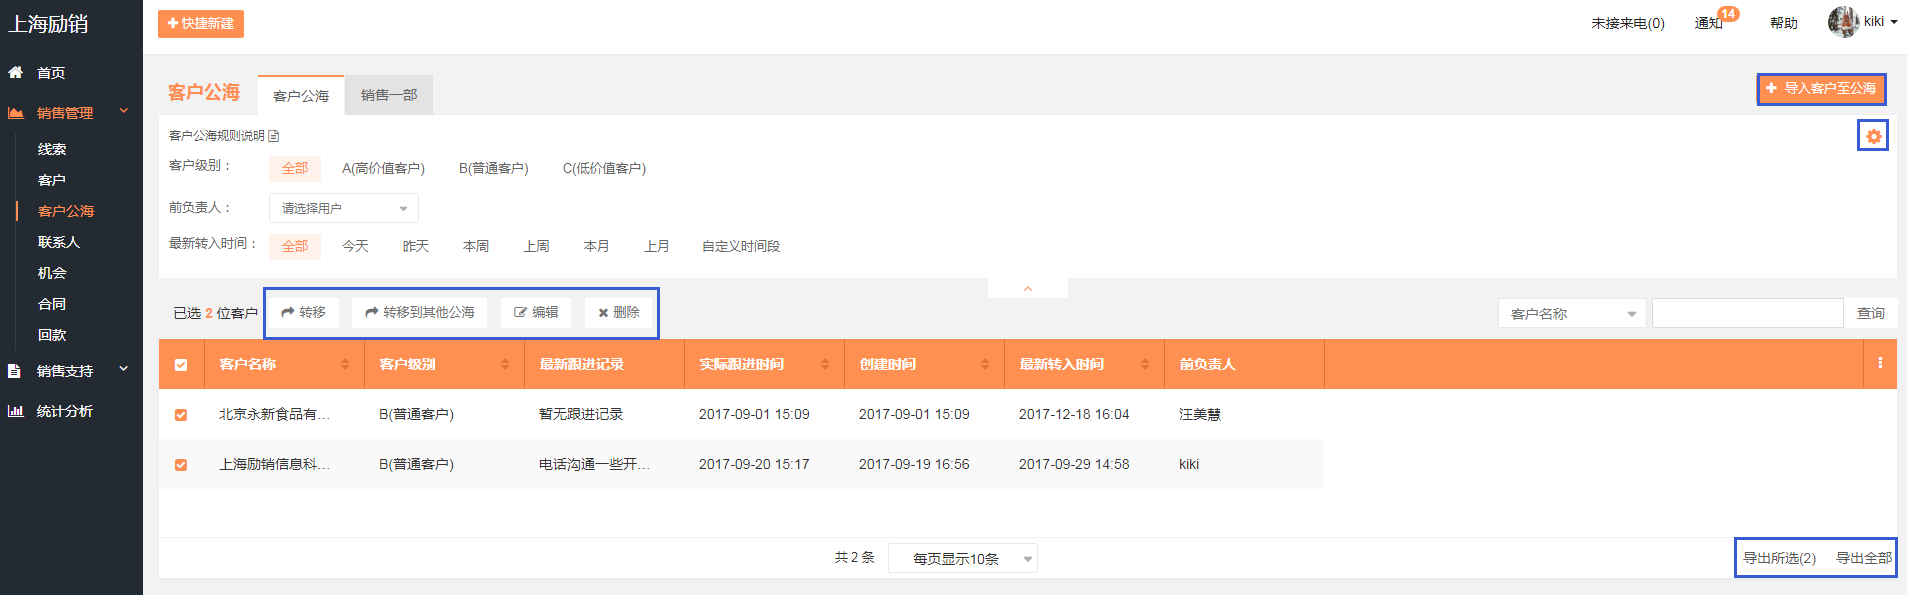 上海励销
快捷新建
未接来电(0)
通知
14
帮助
kiki
首页
销售管理
线索
客户
客户公海
联系人
机会
合同
回款
销售支持
统计分析
客户公海
客户公海
销售一部
导入客户至公海
客户公海规则说明
客户级别：
全部
A(高价值客户)
B(普通客户)
C(低价值客户)
前负责人：
请选择用户
最新转入时间：
全部
今天
昨天
本周
上周
本月
上月
自定义时间段
已选 2 位客户
转移
转移到其他公海
编辑
删除
客户名称
查询
客户名称
客户级别
最新跟进记录
实际跟进时间
创建时间
最新转入时间
前负责人
北京永新食品有...
B(普通客户)
暂无跟进记录
2017-09-01 15:09
2017-09-01 15:09
2017-12-18 16:04
汪美慧
上海励销信息科...
B(普通客户)
电话沟通一些开...
2017-09-20 15:17
2017-09-19 16:56
2017-09-29 14:58
kiki
共 2 条
每页显示10条
导出所选(2)
导出全部